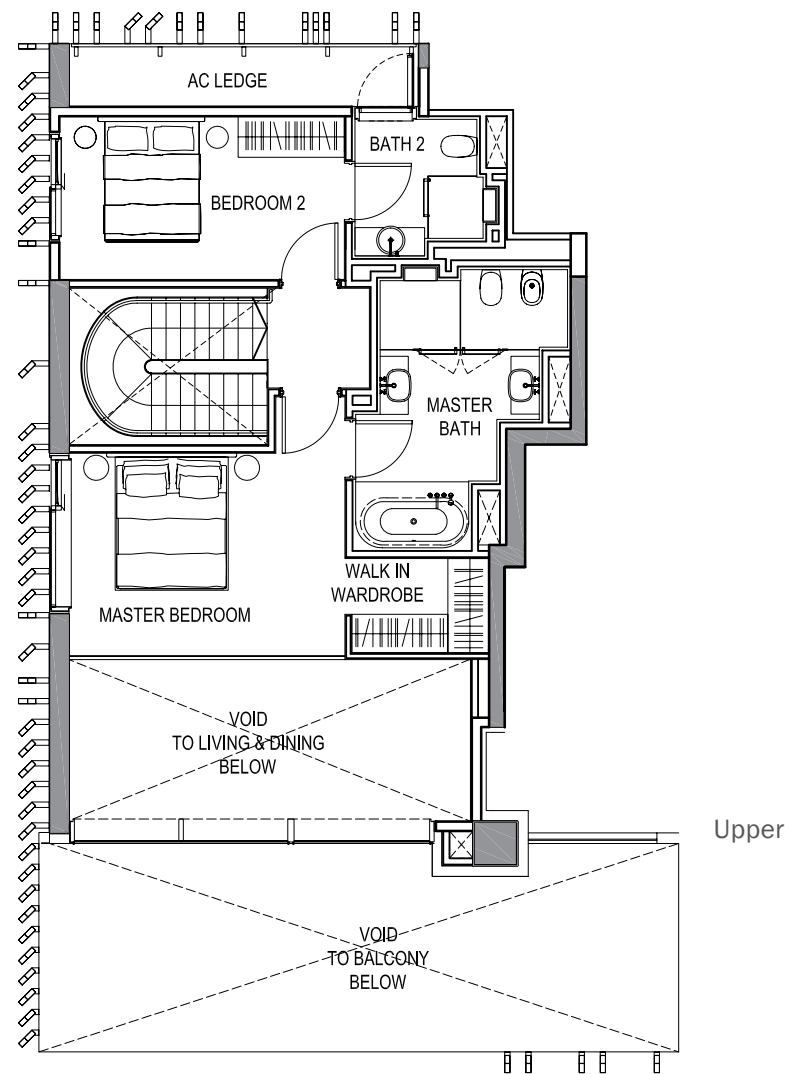 AC LEDGE
BATH 2
BEDROOM 2
MASTER
BATH
WALK IN
WARDROBE
MASTER BEDROOM
VOID
TO LIVING & DINING
BELOW
Upper
VOID
TO BALCONY
BELOW